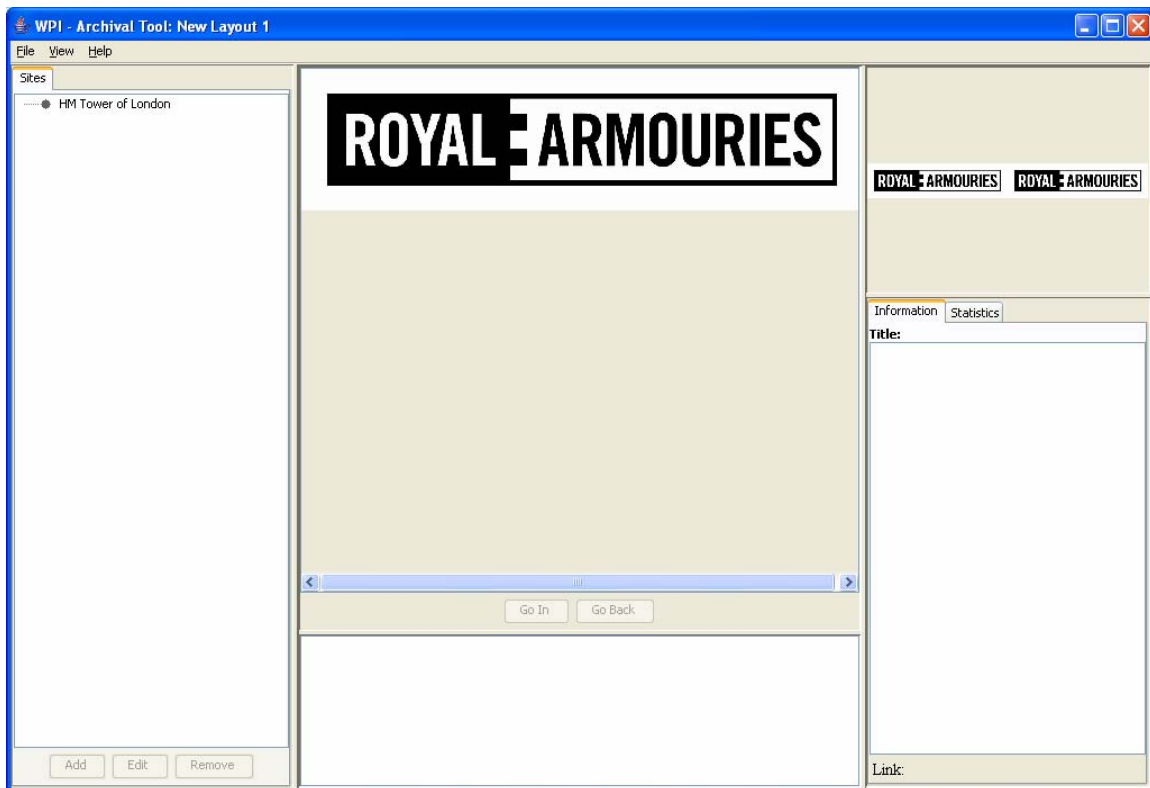 WPI - Archival Tool: New Layout 1
File View Help
Sites
HM Tower of London
Add Edit Remove
ROYAL ARMOURIES
Go In Go Back
ROYAL ARMOURIES ROYAL ARMOURIES
Information Statistics
Title:
Link: